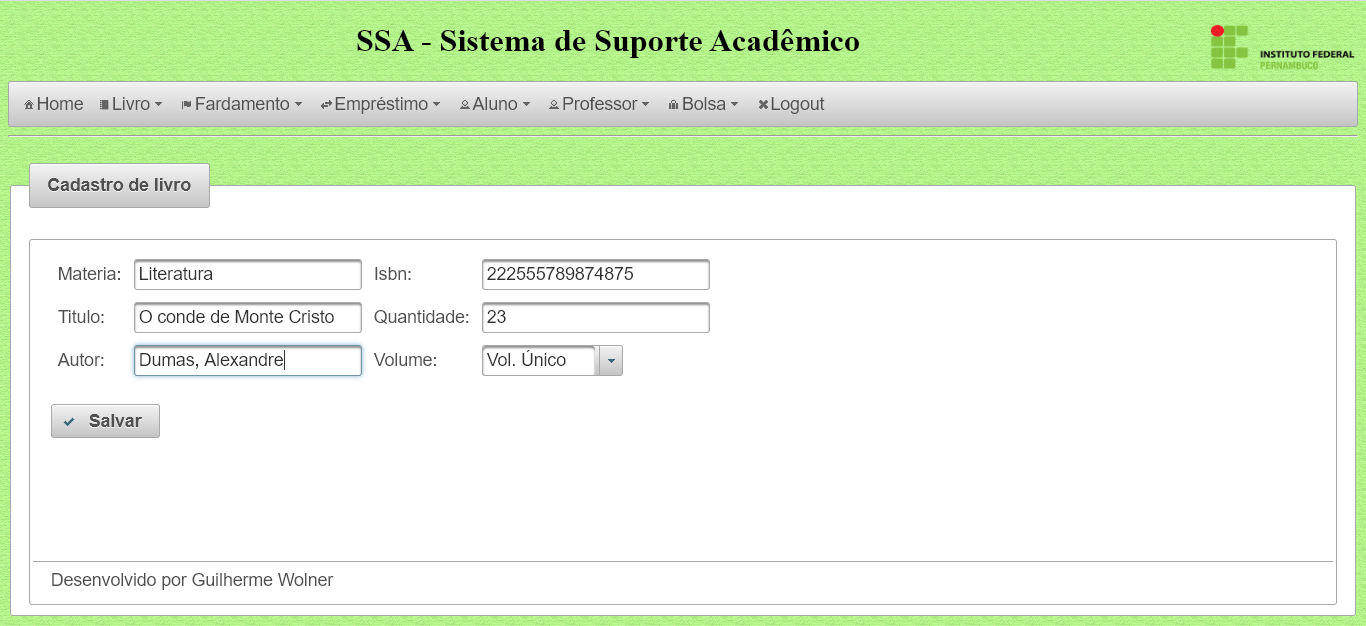 SSA - Sistema de Suporte Acadêmico
INSTITUTO FEDERAL
PERNAMBUCO
Home Livro Fardamento Empréstimo Aluno Professor Bolsa Logout
Cadastro de livro
Materia: Literatura Isbn: 222555789874875
Titulo: O conde de Monte Cristo Quantidade: 23
Autor: Dumas, Alexandre Volume: Vol. Único
Salvar
Desenvolvido por Guilherme Wolner